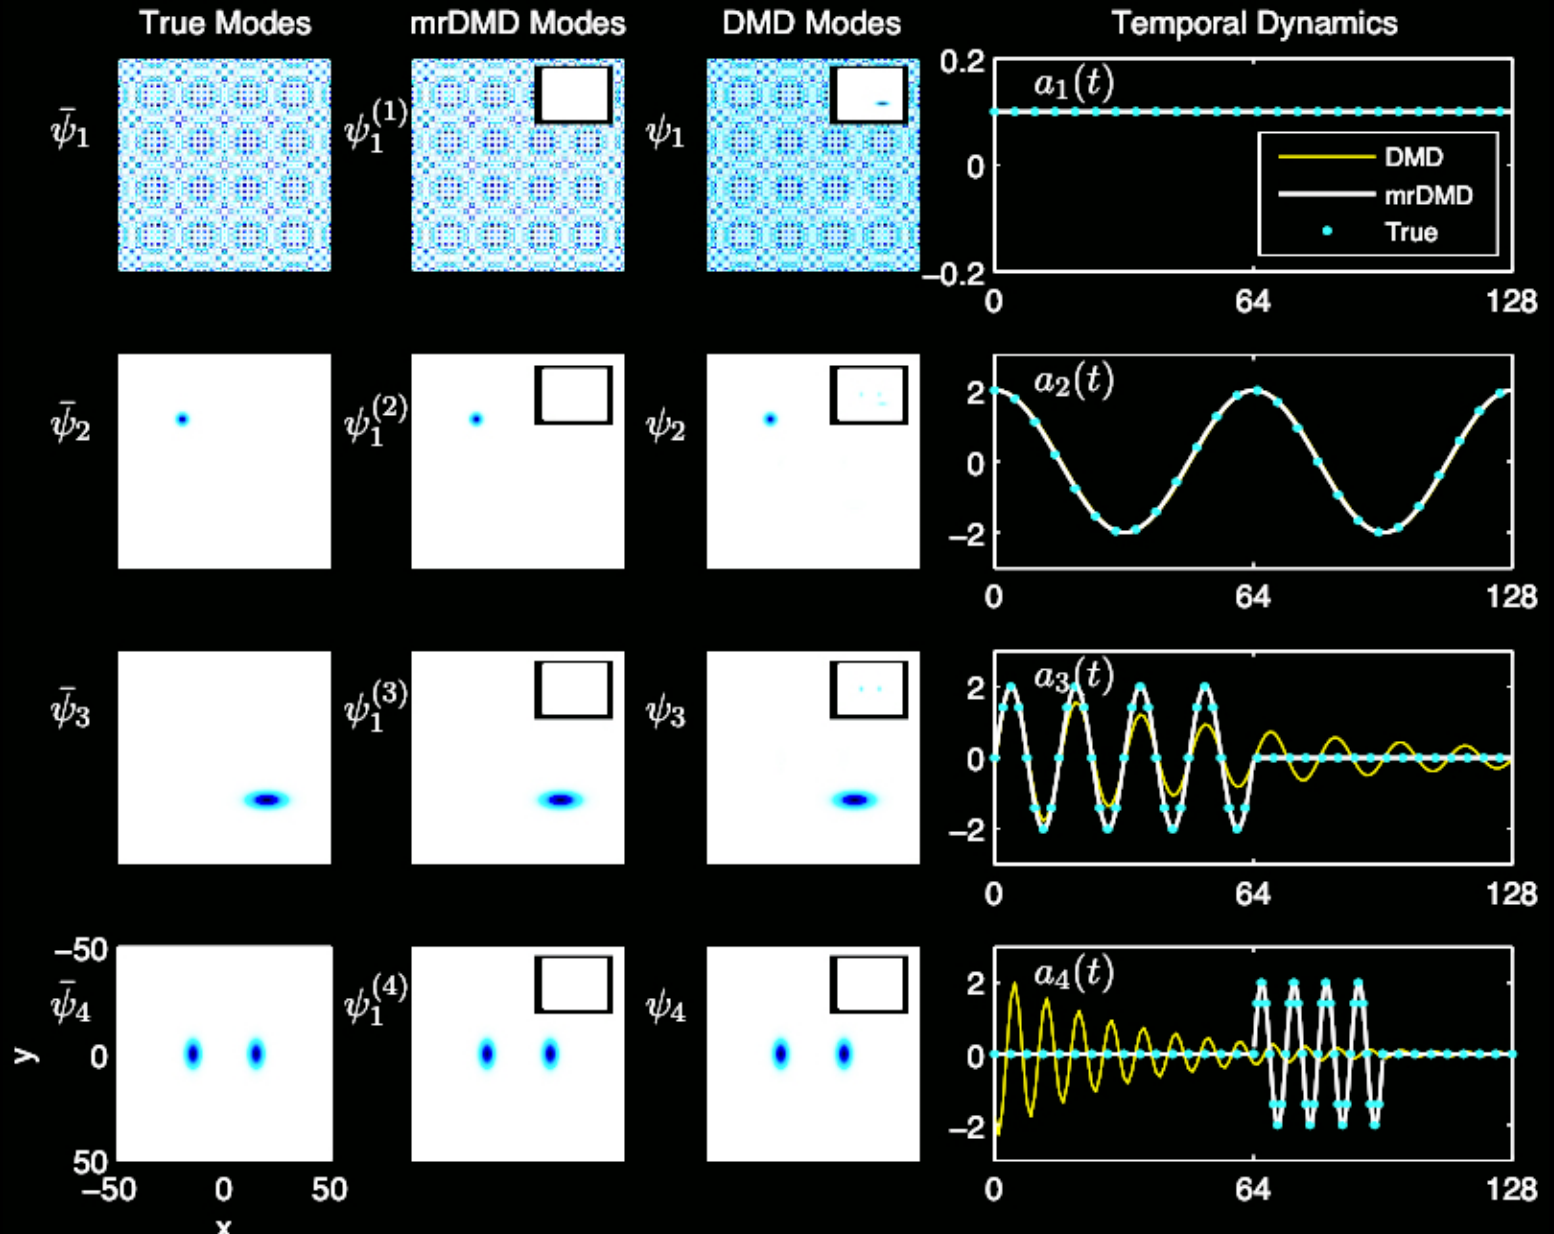 True Modes mrDMD Modes DMD Modes Temporal Dynamics
ψ̄₁ ψ₁⁽¹⁾ ψ₁ 0.2 a₁(t)
0
−0.2
DMD
mrDMD
True
0 64 128
ψ̄₂ ψ₁⁽²⁾ ψ₂ a₂(t)
2
0
−2
0 64 128
ψ̄₃ ψ₁⁽³⁾ ψ₃ a₃(t)
2
0
−2
0 64 128
ψ̄₄ ψ₁⁽⁴⁾ ψ₄ a₄(t)
−50
0
50
y
−50 0 50
x
2
0
−2
0 64 128